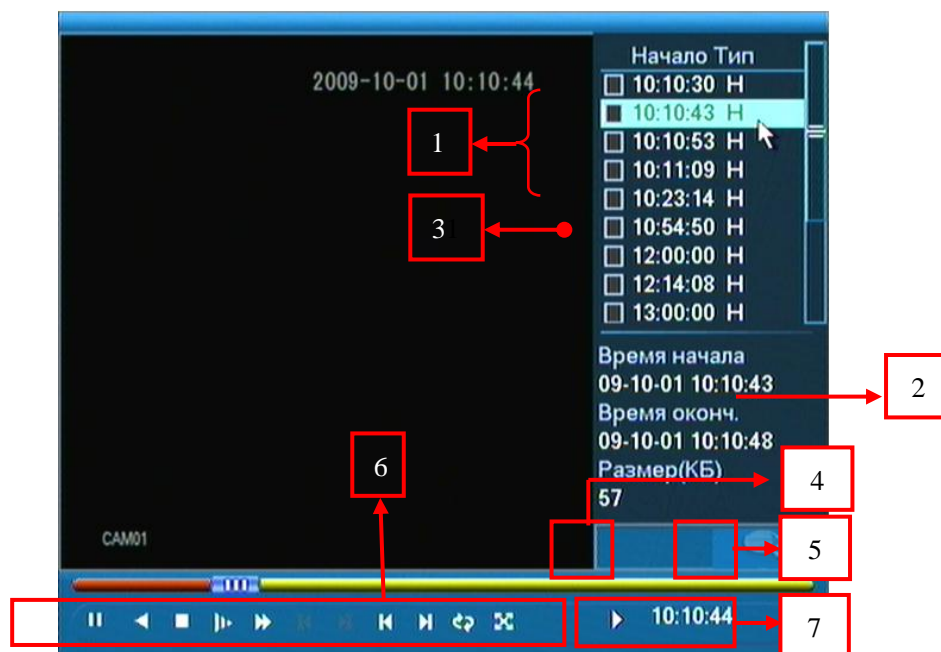 2009-10-01 10:10:44
Начало Тип
10:10:30 Н
10:10:43 Н
10:10:53 Н
10:11:09 Н
10:23:14 Н
10:54:50 Н
12:00:00 Н
12:14:08 Н
13:00:00 Н
1
3
Время начала
09-10-01 10:10:43
2
Время оконч.
09-10-01 10:10:48
Размер(КБ)
57
6
4
5
CAM01
10:10:44
7